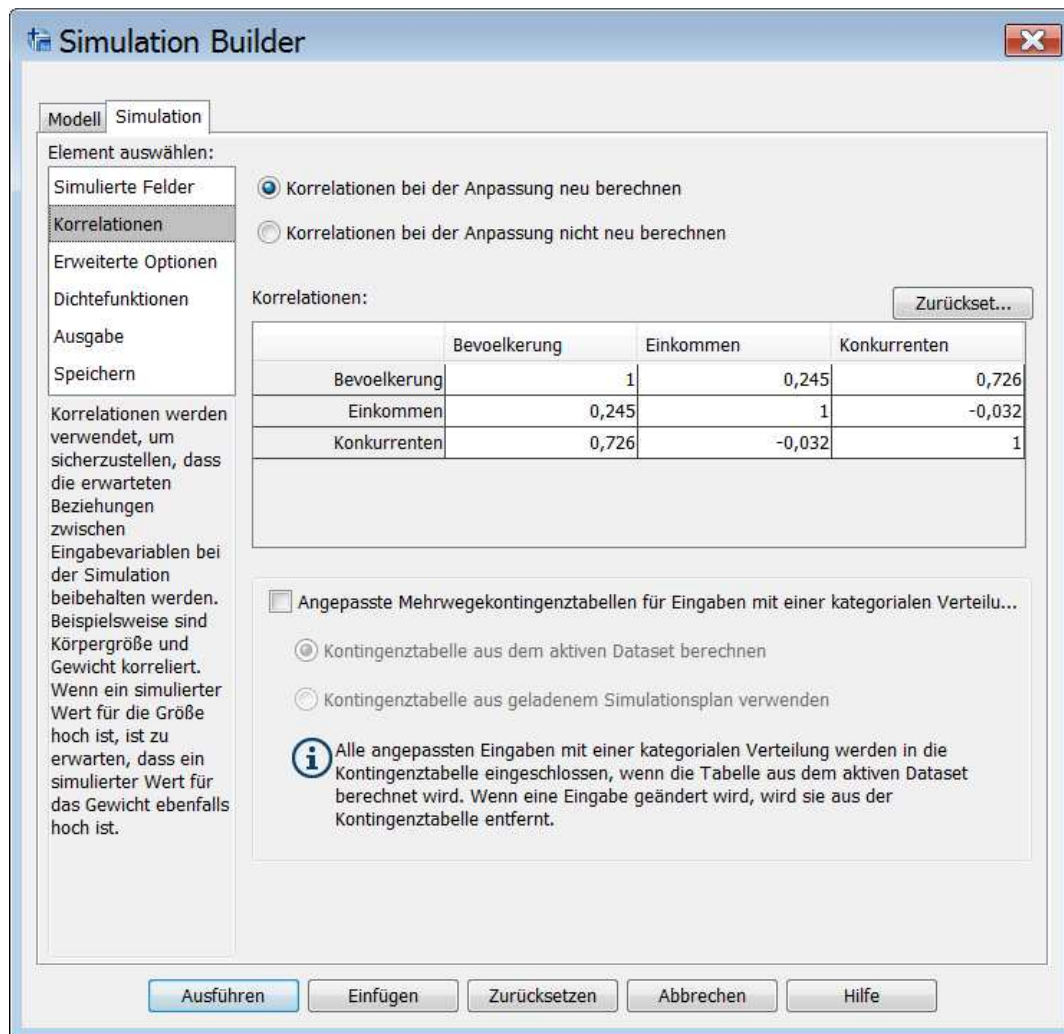 Simulation Builder
Modell
Simulation
Element auswählen:
Simulierte Felder
Korrelationen
Erweiterte Optionen
Dichtefunktionen
Ausgabe
Speichern
Korrelationen werden
verwendet, um
sicherzustellen, dass
die erwarteten
Beziehungen
zwischen
Eingabevariablen bei
der Simulation
beibehalten werden.
Beispielsweise sind
Körpergröße und
Gewicht korreliert.
Wenn ein simulierter
Wert für die Größe
hoch ist, ist zu
erwarten, dass ein
simulierter Wert für
das Gewicht ebenfalls
hoch ist.
Korrelationen bei der Anpassung neu berechnen
Korrelationen bei der Anpassung nicht neu berechnen
Korrelationen:
Zurückset...
Bevoelkerung Einkommen Konkurrenten
Bevoelkerung 1 0,245 0,726
Einkommen 0,245 1 -0,032
Konkurrenten 0,726 -0,032 1
Angepasste Mehrwegekontingenztabellen für Eingaben mit einer kategorialen Verteilu...
Kontingenztabelle aus dem aktiven Dataset berechnen
Kontingenztabelle aus geladenem Simulationsplan verwenden
Alle angepassten Eingaben mit einer kategorialen Verteilung werden in die
Kontingenztabelle eingeschlossen, wenn die Tabelle aus dem aktiven Dataset
berechnet wird. Wenn eine Eingabe geändert wird, wird sie aus der
Kontingenztabelle entfernt.
Ausführen
Einfügen
Zurücksetzen
Abbrechen
Hilfe